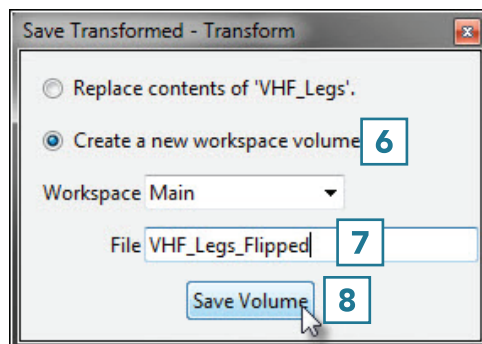 Save Transformed - Transform
Replace contents of 'VHF_Legs'.
Create a new workspace volume 6
Workspace Main
File VHF_Legs_Flipped 7
Save Volume 8